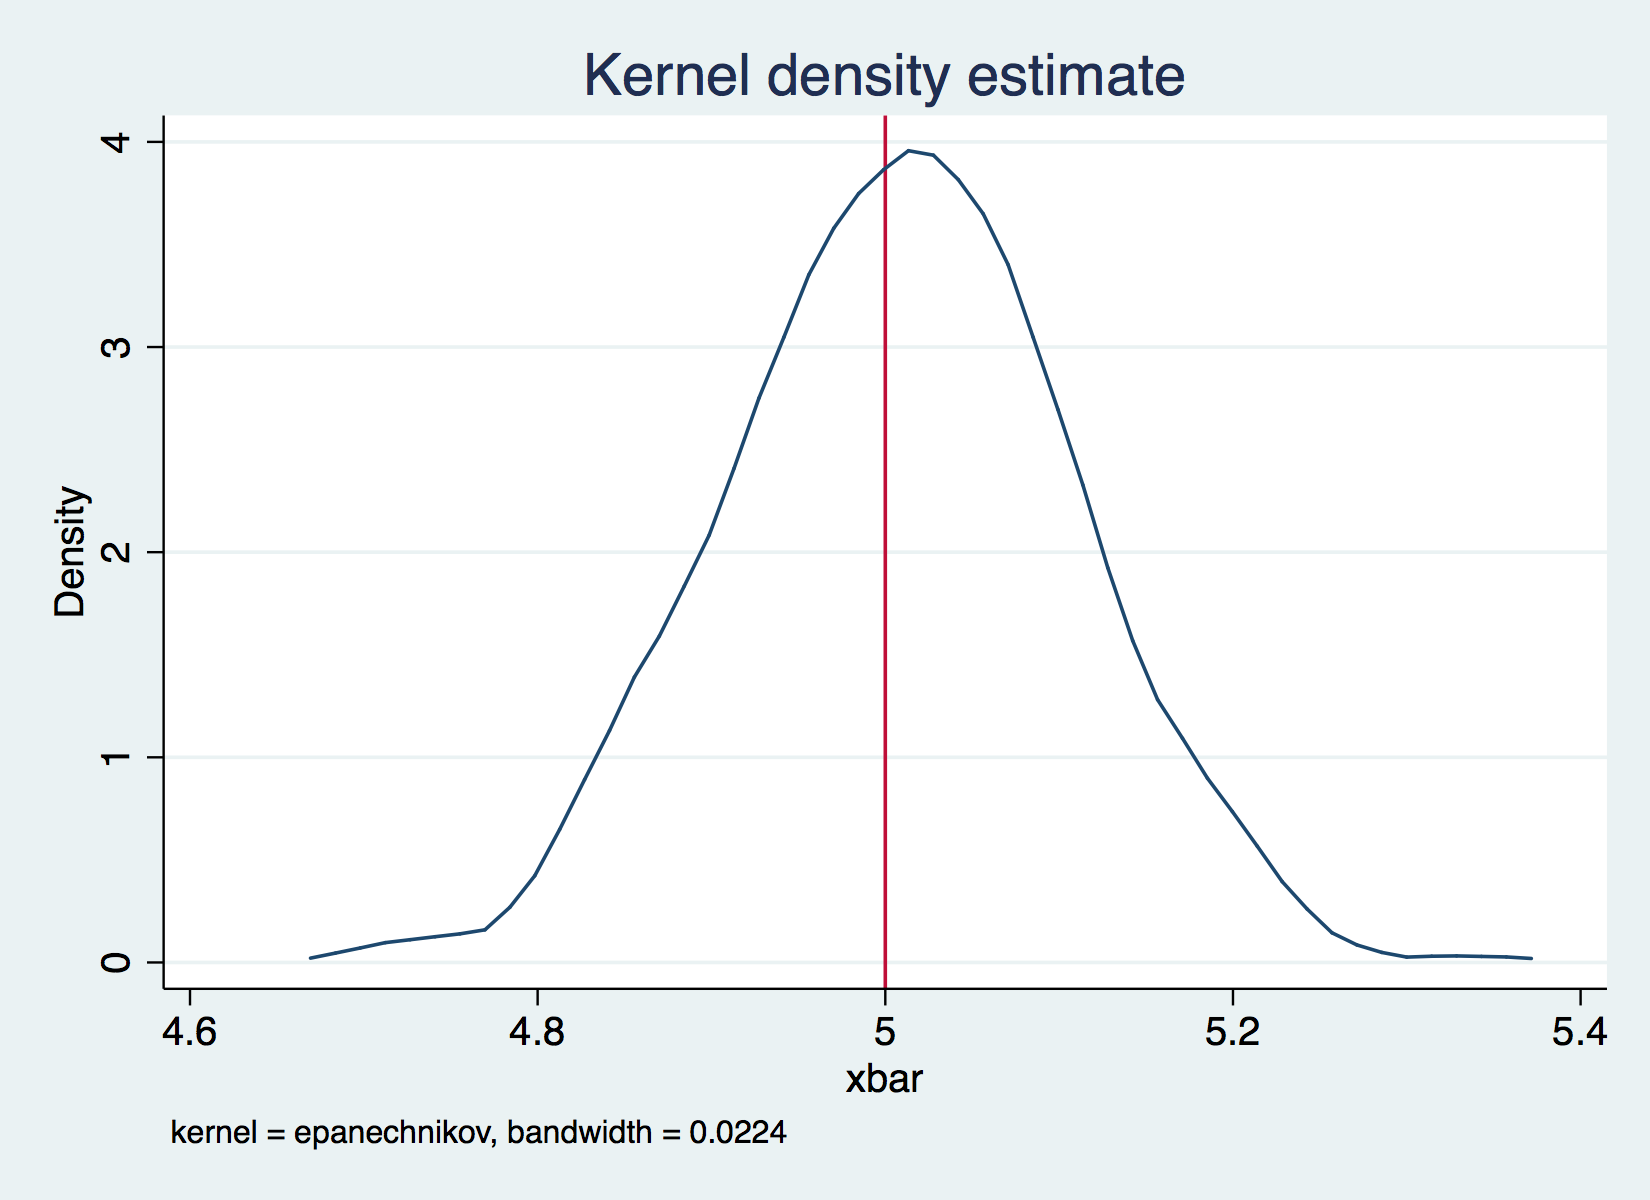 Kernel density estimate
4
3
2
1
0
Density
4.6 4.8 5 5.2 5.4
xbar
kernel = epanechnikov, bandwidth = 0.0224